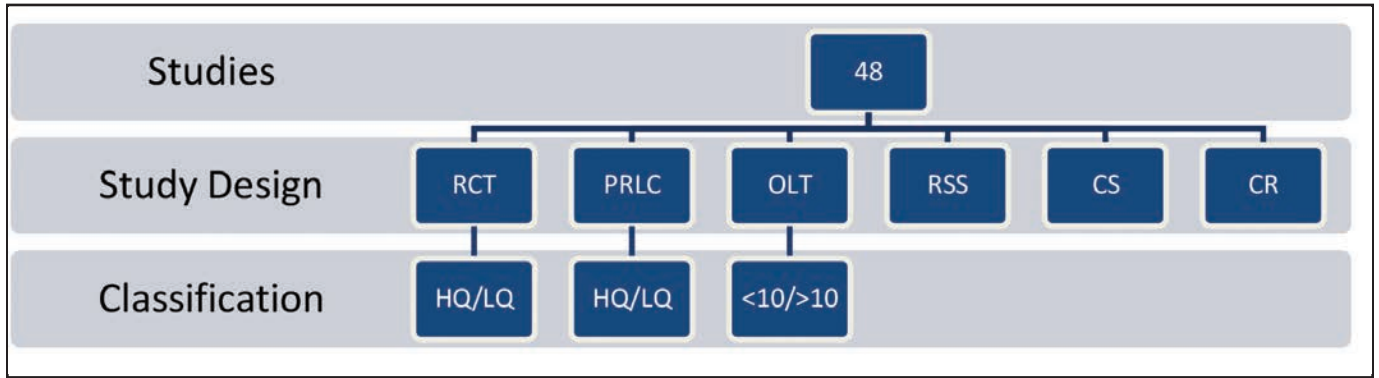 Studies
48
Study Design
RCT
PRLC
OLT
RSS
CS
CR
Classification
HQ/LQ
HQ/LQ
<10/>10